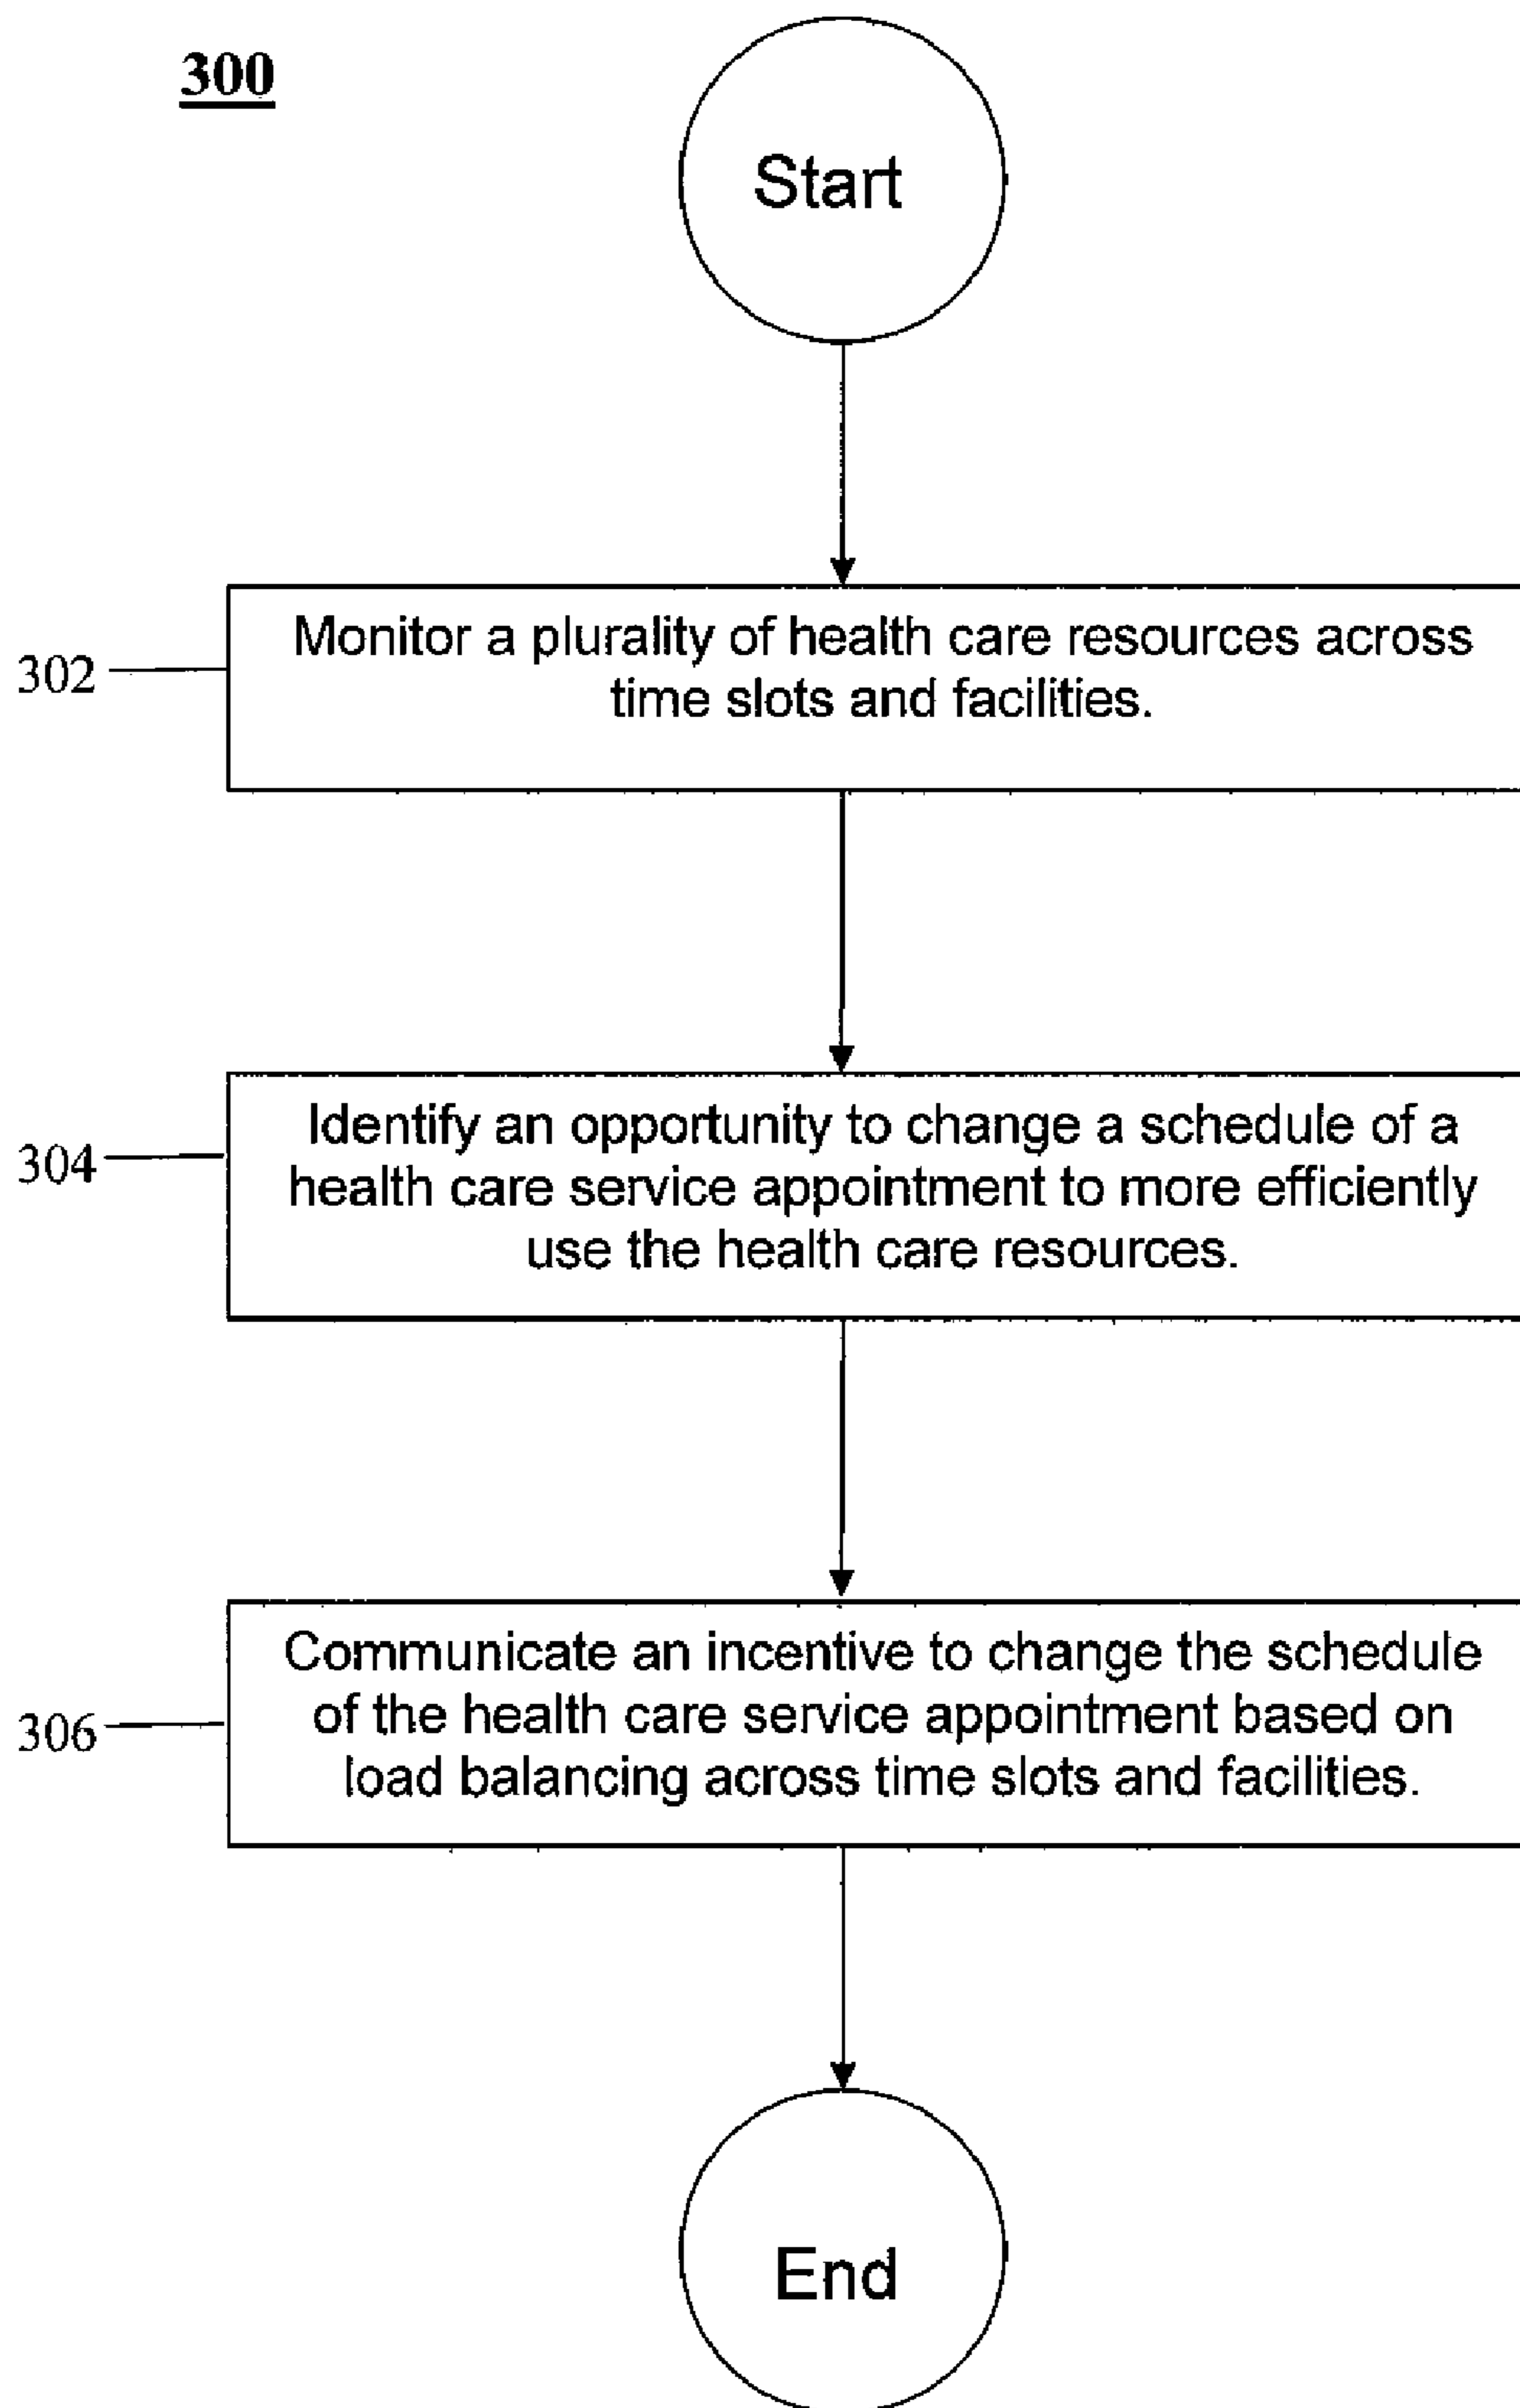 300
Start
302
Monitor a plurality of health care resources across
time slots and facilities.
304
Identify an opportunity to change a schedule of a
health care service appointment to more efficiently
use the health care resources.
306
Communicate an incentive to change the schedule
of the health care service appointment based on
load balancing across time slots and facilities.
End